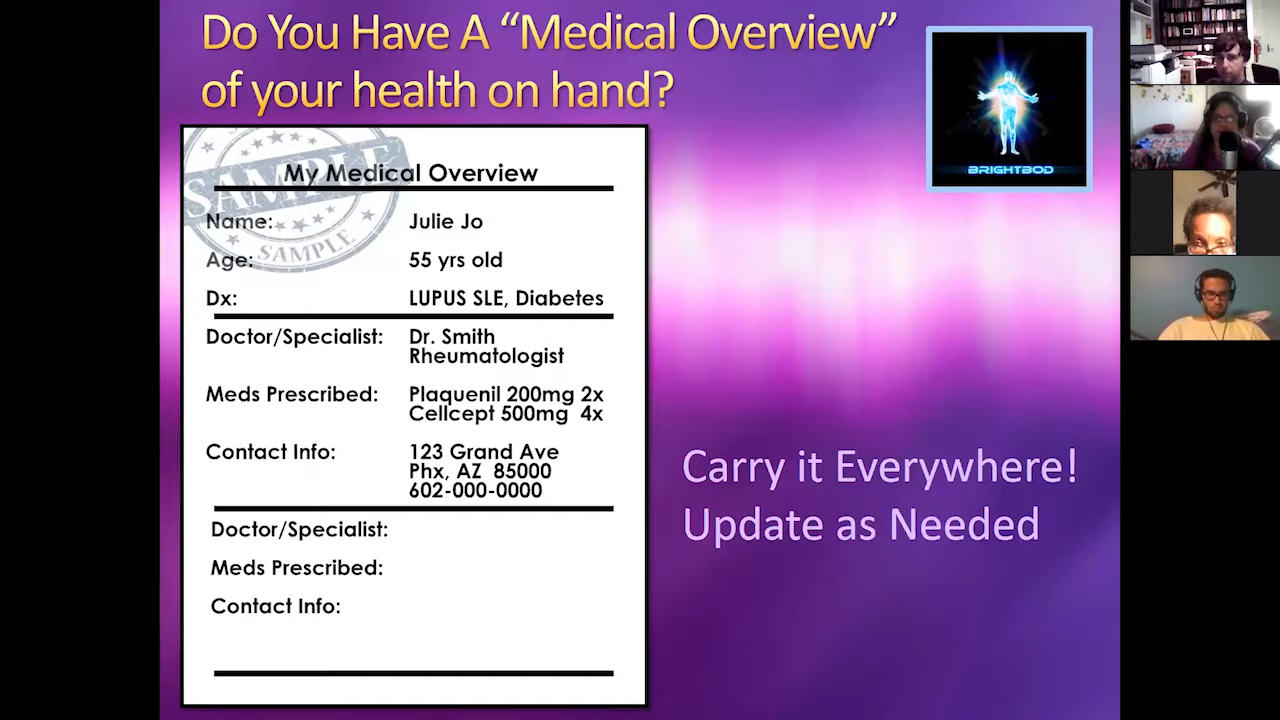 Do You Have A “Medical Overview”
of your health on hand?
BRIGHTBOD
SAMPLE
SAMPLE
My Medical Overview
Name: Julie Jo
Age: 55 yrs old
Dx: LUPUS SLE, Diabetes
Doctor/Specialist: Dr. Smith
Rheumatologist
Meds Prescribed: Plaquenil 200mg 2x
Cellcept 500mg 4x
Contact Info: 123 Grand Ave
Phx, AZ 85000
602-000-0000
Doctor/Specialist:
Meds Prescribed:
Contact Info:
Carry it Everywhere!
Update as Needed